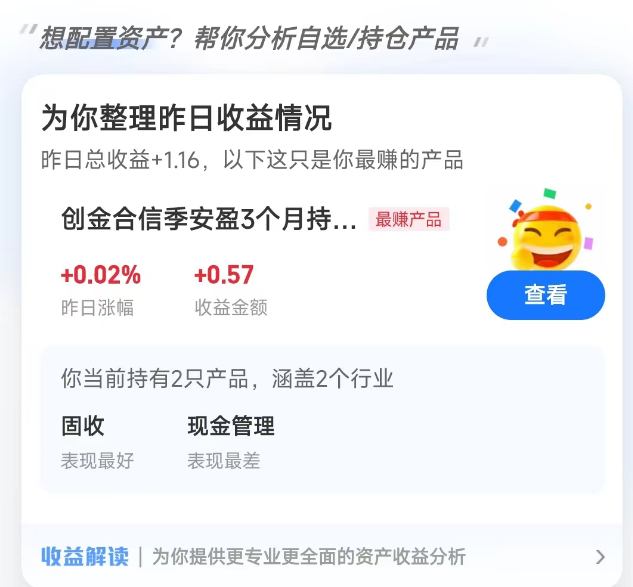 想配置资产？帮你分析自选/持仓产品
为你整理昨日收益情况
昨日总收益+1.16，以下这只是你最赚的产品
创金合信季安盈3个月持... 最赚产品
+0.02% +0.57
昨日涨幅 收益金额
查看
你当前持有2只产品，涵盖2个行业
固收 现金管理
表现最好 表现最差
收益解读 | 为你提供更专业更全面的资产收益分析